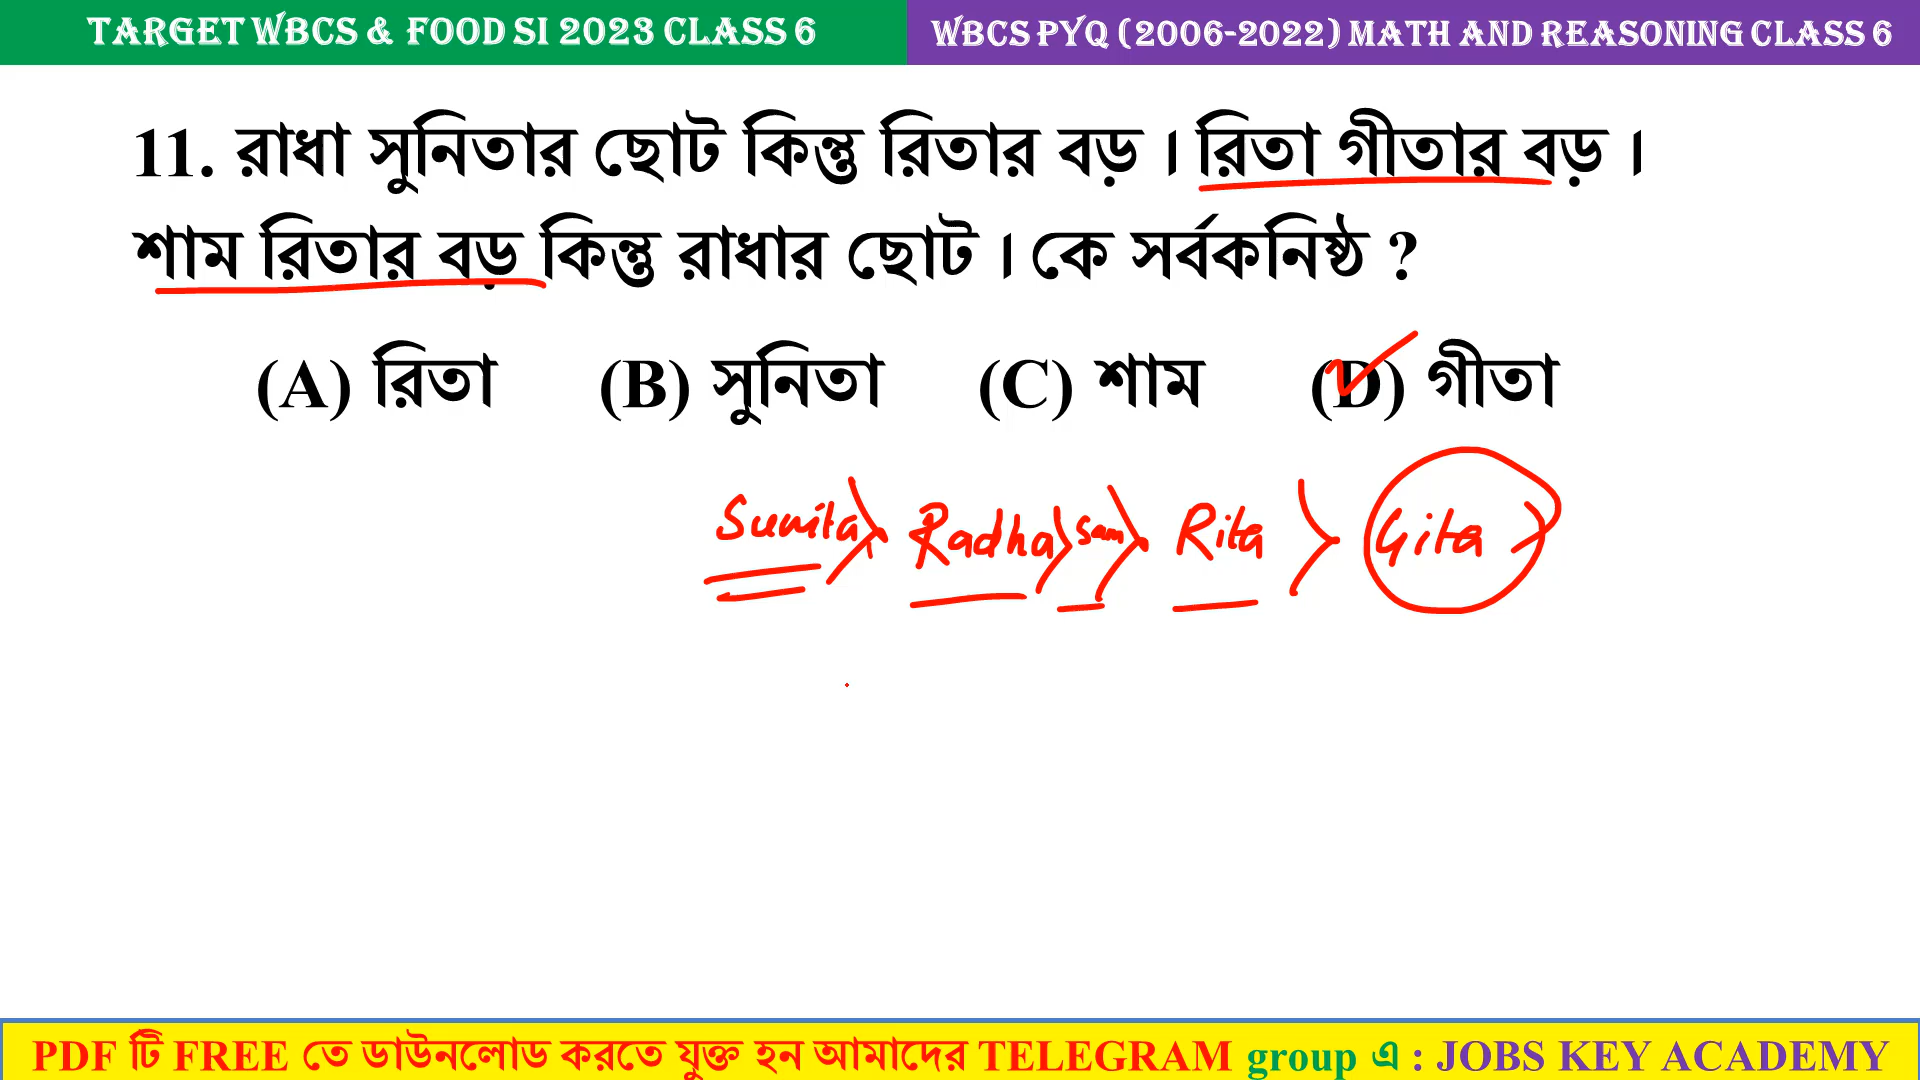 TARGET WBCS & FOOD SI 2023 CLASS 6
WBCS PYQ (2006-2022) MATH AND REASONING CLASS 6
11. রাধা সুনিতার ছোট কিন্তু রিতার বড় । রিতা গীতার বড় ।
শাম রিতার বড় কিন্তু রাধার ছোট । কে সর্বকনিষ্ঠ ?
(A) রিতা (B) সুনিতা (C) শাম (D) গীতা
Sunita > Radha > Sam > Rita > Gita >
PDF টি FREE তে ডাউনলোড করতে যুক্ত হন আমাদের TELEGRAM group এ : JOBS KEY ACADEMY